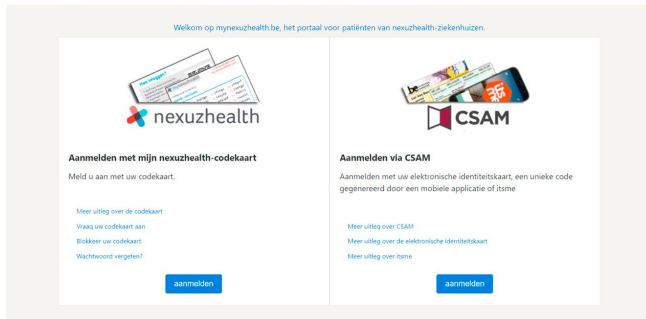 Welkom op mynexuzhealth.be, het portaal voor patiënten van nexuzhealth-ziekenhuizen.
nexuzhealth
Aanmelden met mijn nexuzhealth-codekaart
Meld u aan met uw codekaart.
Meer uitleg over de codekaart
Vraag uw codekaart aan
Blokkeer uw codekaart
Wachtwoord vergeten?
aanmelden
.be
CSAM
Aanmelden via CSAM
Aanmelden met uw elektronische identiteitskaart, een unieke code
gegenereerd door een mobiele applicatie of itsme
Meer uitleg over CSAM
Meer uitleg over de elektronische identiteitskaart
Meer uitleg over itsme
aanmelden